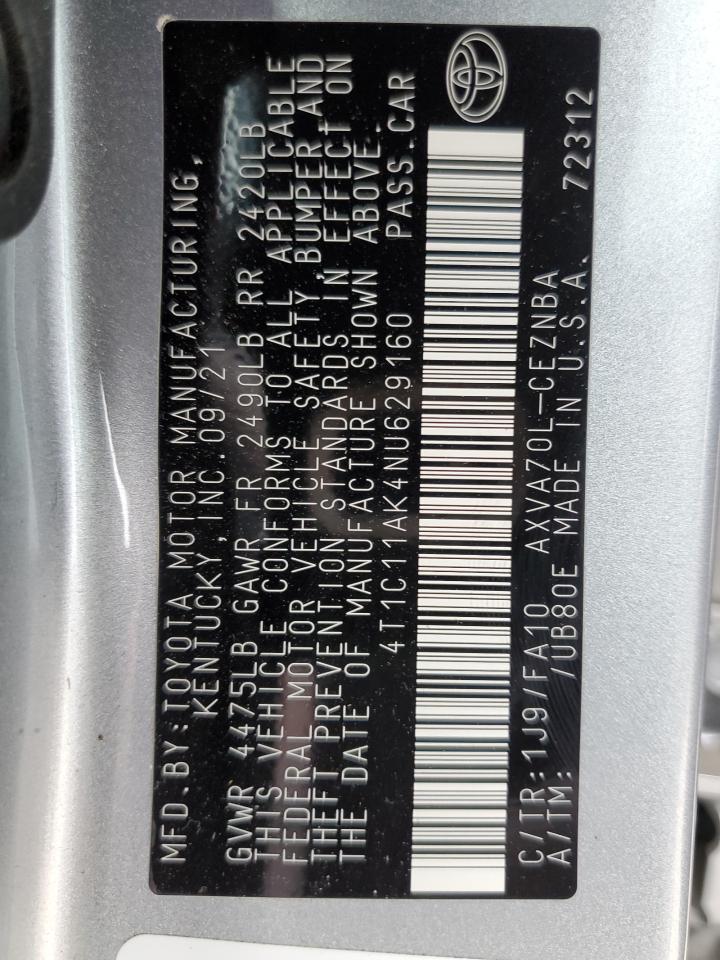 MFD.BY:TOYOTA MOTOR MANUFACTURING,
KENTUCKY,INC.09/21
GVWR 4475LB GAWR FR 2490LB RR 2420LB
THIS VEHICLE CONFORMS TO ALL APPLICABLE
FEDERAL MOTOR VEHICLE SAFETY,BUMPER AND
THEFT PREVENTION STANDARDS IN EFFECT ON
THE DATE OF MANUFACTURE SHOWN ABOVE.
4T1C11AK4NU629160 PASS.CAR
C/TR:1J9/FA10 AXVA70L-CEZNBA
A/TM: /UB80E MADE IN U.S.A. 72312